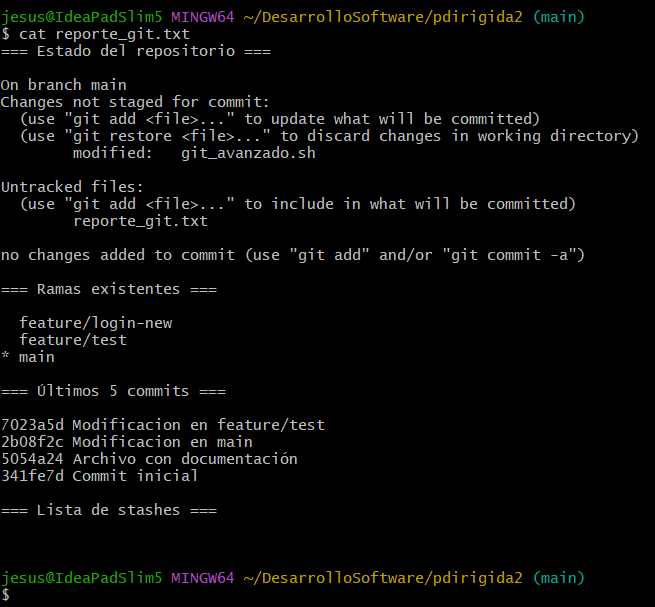 jesus@IdeaPadSlim5 MINGW64 ~/DesarrolloSoftware/pdirigida2 (main)
$ cat reporte_git.txt
=== Estado del repositorio ===
On branch main
Changes not staged for commit:
  (use "git add <file>..." to update what will be committed)
  (use "git restore <file>..." to discard changes in working directory)
        modified:   git_avanzado.sh
Untracked files:
  (use "git add <file>..." to include in what will be committed)
        reporte_git.txt
no changes added to commit (use "git add" and/or "git commit -a")
=== Ramas existentes ===
  feature/login-new
  feature/test
* main
=== Últimos 5 commits ===
7023a5d Modificacion en feature/test
2b08f2c Modificacion en main
5054a24 Archivo con documentación
341fe7d Commit inicial
=== Lista de stashes ===
jesus@IdeaPadSlim5 MINGW64 ~/DesarrolloSoftware/pdirigida2 (main)
$